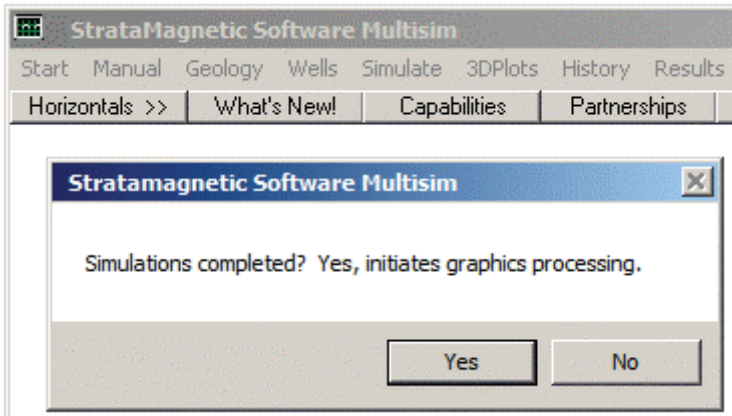 StrataMagnetic Software Multisim
Start Manual Geology Wells Simulate 3DPlots History Results
Horizontals >> What's New! Capabilities Partnerships
Stratamagnetic Software Multisim
Simulations completed? Yes, initiates graphics processing.
Yes No